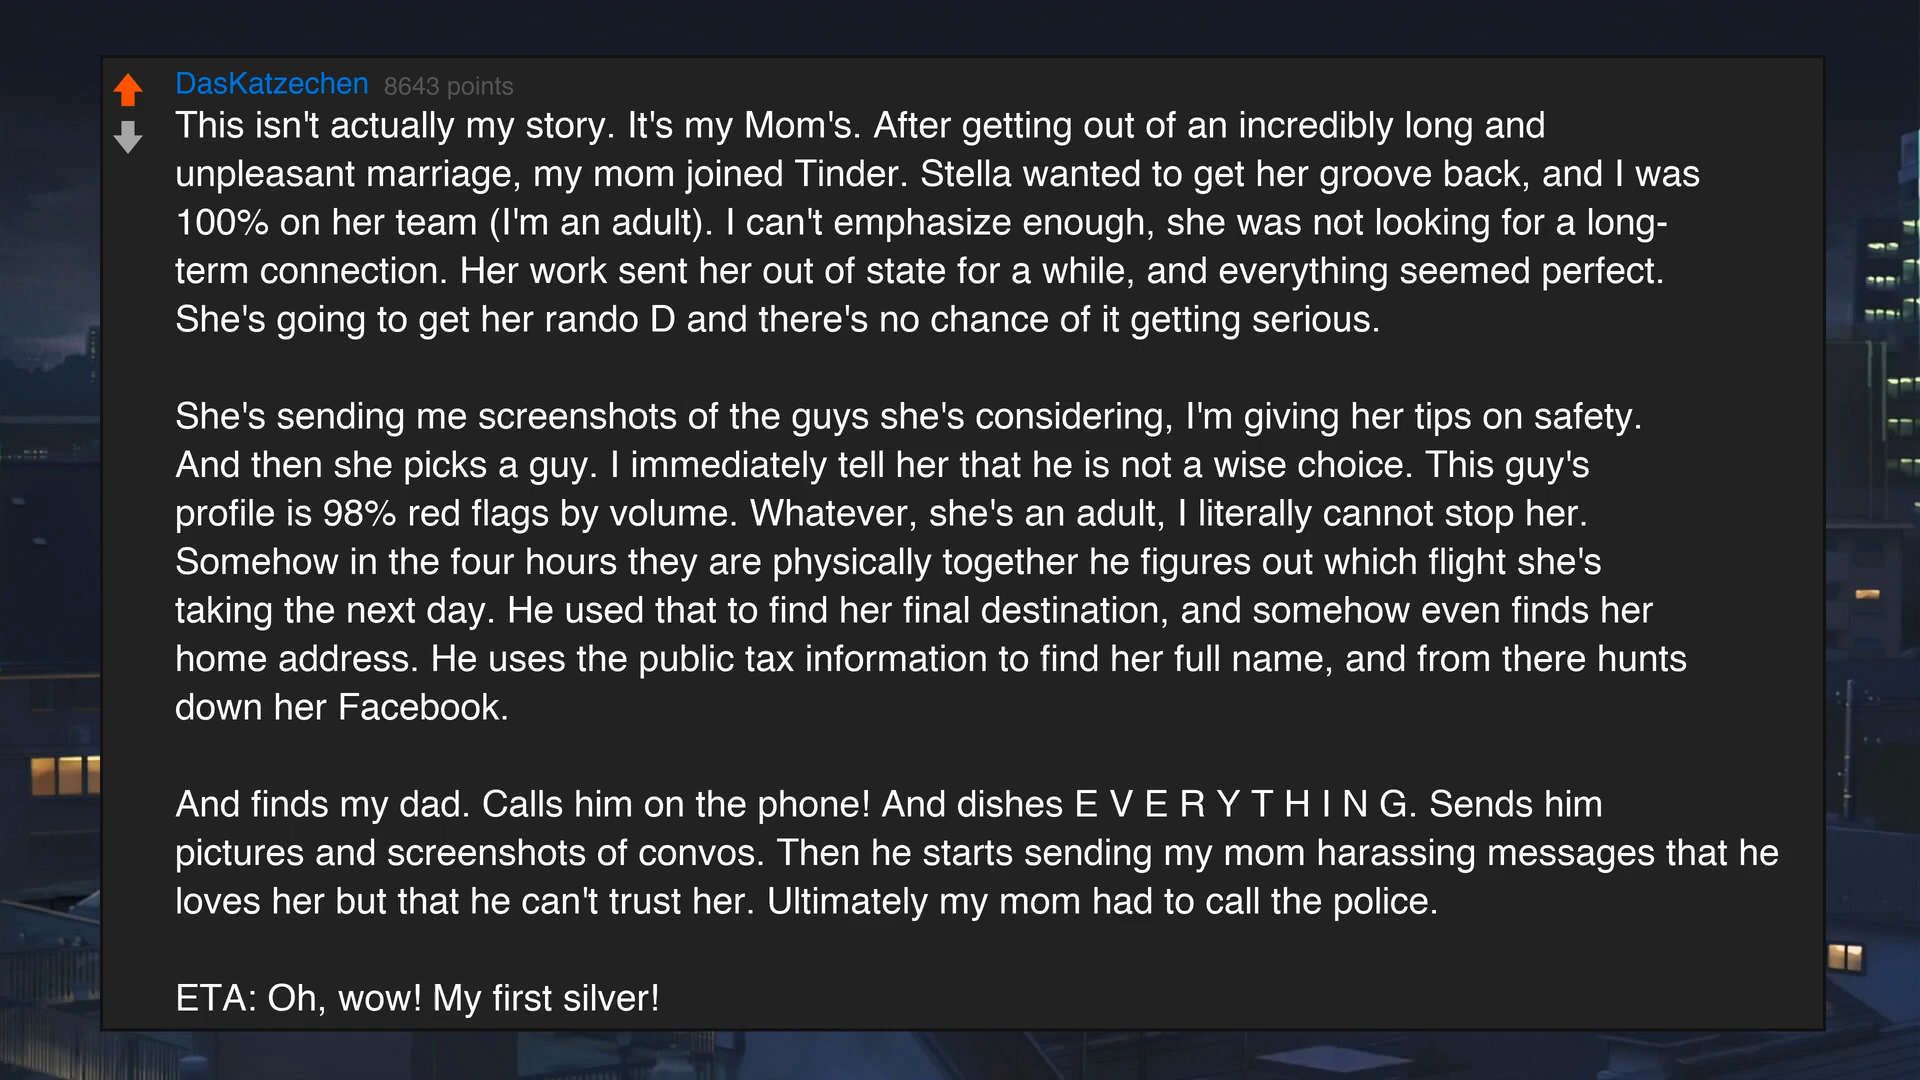 DasKatzechen 8643 points
This isn't actually my story. It's my Mom's. After getting out of an incredibly long and
unpleasant marriage, my mom joined Tinder. Stella wanted to get her groove back, and I was
100% on her team (I'm an adult). I can't emphasize enough, she was not looking for a long-
term connection. Her work sent her out of state for a while, and everything seemed perfect.
She's going to get her rando D and there's no chance of it getting serious.
She's sending me screenshots of the guys she's considering, I'm giving her tips on safety.
And then she picks a guy. I immediately tell her that he is not a wise choice. This guy's
profile is 98% red flags by volume. Whatever, she's an adult, I literally cannot stop her.
Somehow in the four hours they are physically together he figures out which flight she's
taking the next day. He used that to find her final destination, and somehow even finds her
home address. He uses the public tax information to find her full name, and from there hunts
down her Facebook.
And finds my dad. Calls him on the phone! And dishes E V E R Y T H I N G. Sends him
pictures and screenshots of convos. Then he starts sending my mom harassing messages that he
loves her but that he can't trust her. Ultimately my mom had to call the police.
ETA: Oh, wow! My first silver!